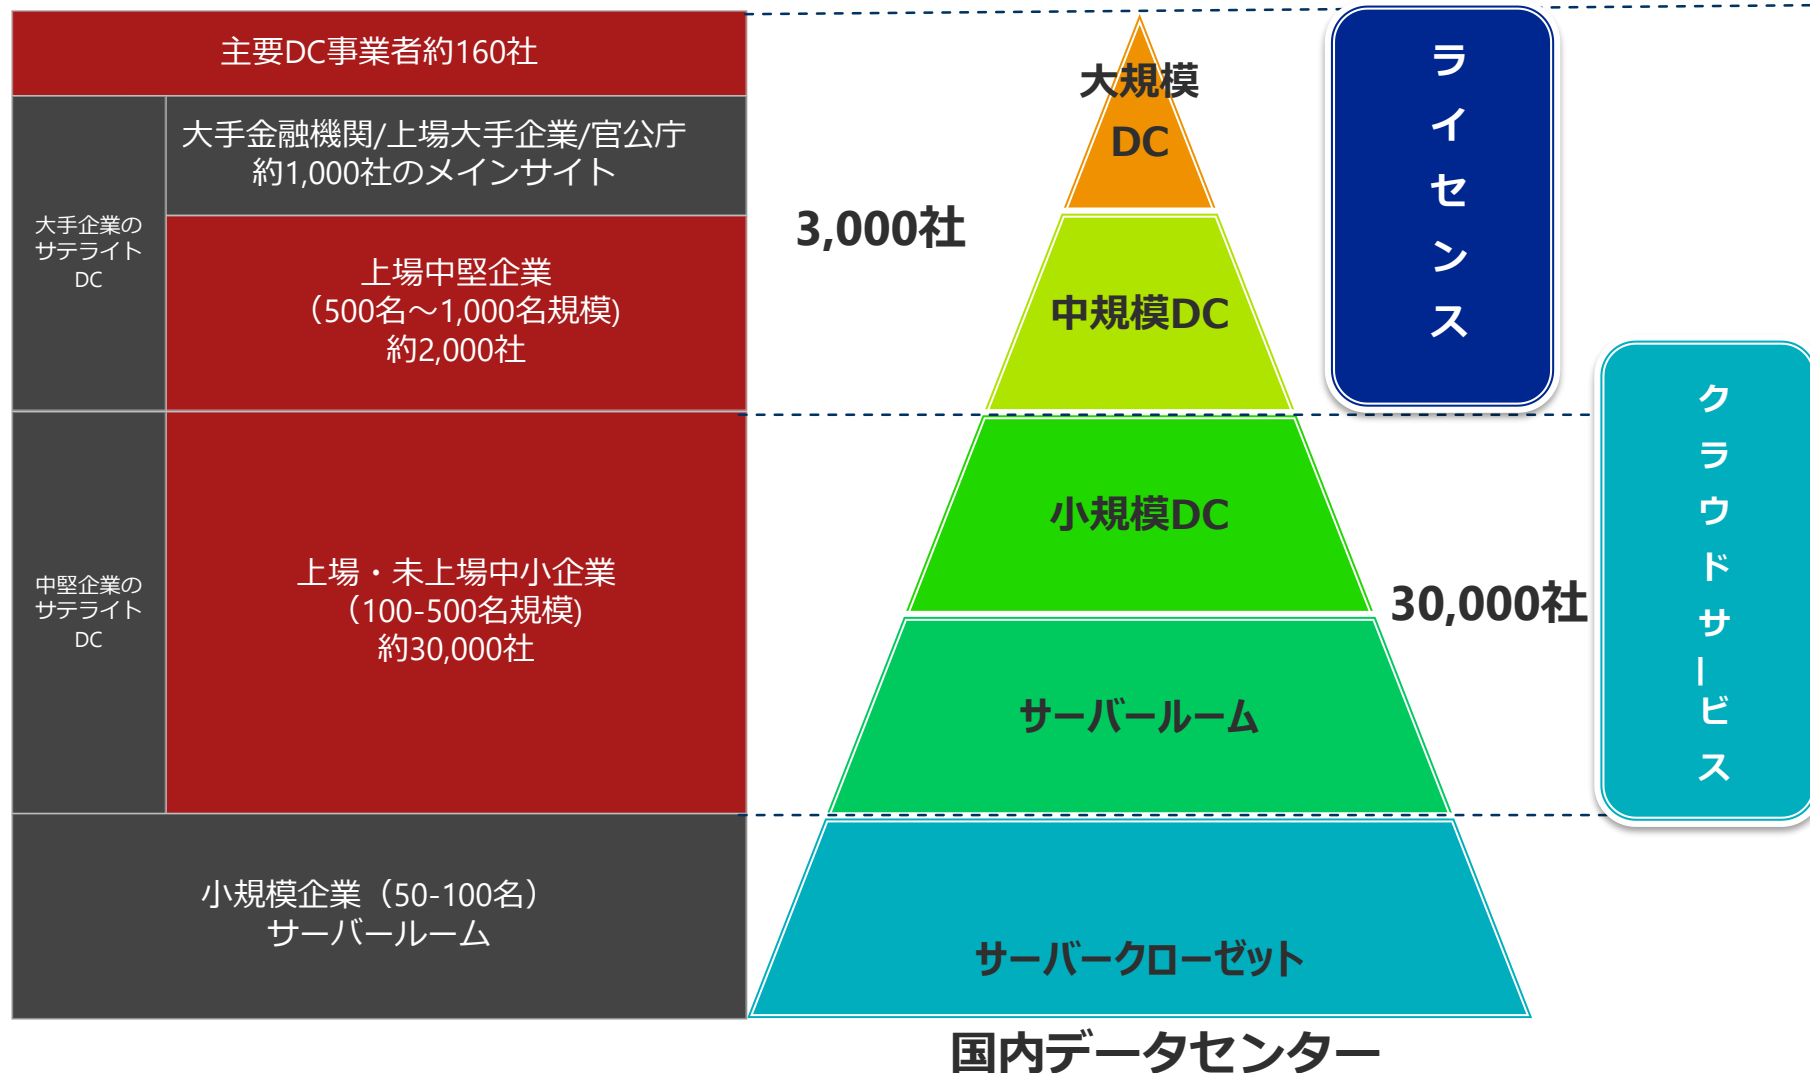 主要DC事業者約160社
大手金融機関/上場大手企業/官公庁
約1,000社のメインサイト
大手企業の
サテライト
DC
上場中堅企業
（500名～1,000名規模)
約2,000社
中堅企業の
サテライト
DC
上場・未上場中小企業
（100-500名規模)
約30,000社
小規模企業（50-100名）
サーバールーム
3,000社
大規模
DC
中規模DC
小規模DC
サーバールーム
サーバークローゼット
30,000社
国内データセンター
ライセンス
クラウドサービス